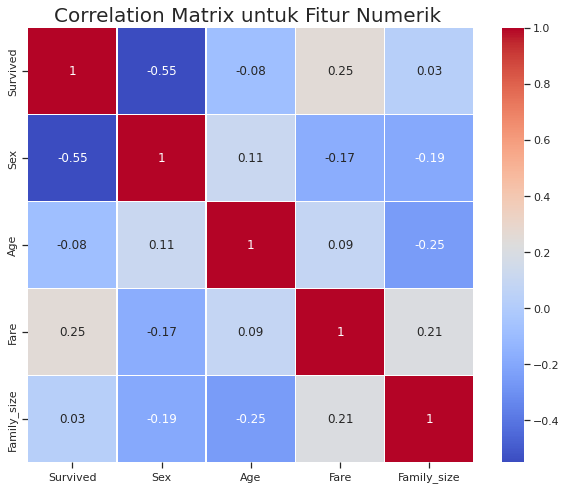 Correlation Matrix untuk Fitur Numerik
Survived 1 -0.55 -0.08 0.25 0.03
Sex -0.55 1 0.11 -0.17 -0.19
Age -0.08 0.11 1 0.09 -0.25
Fare 0.25 -0.17 0.09 1 0.21
Family_size 0.03 -0.19 -0.25 0.21 1
Survived Sex Age Fare Family_size
1.0
0.8
0.6
0.4
0.2
0.0
−0.2
−0.4